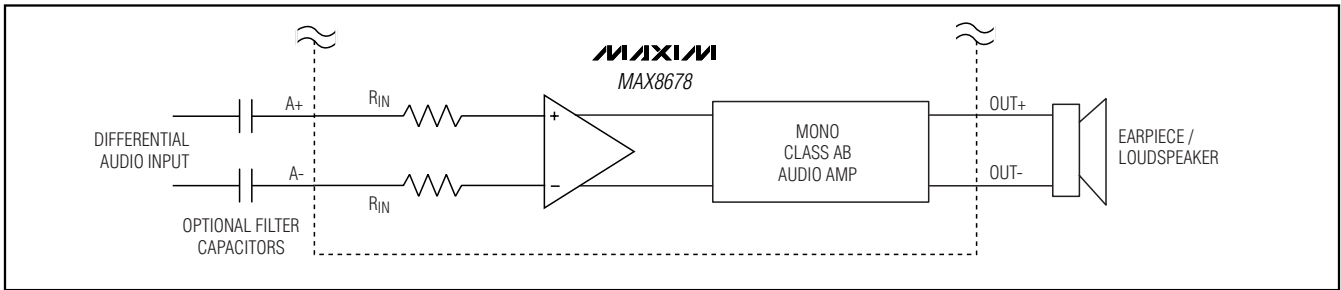 MAXIM
MAX8678
A+
RIN
+
OUT+
DIFFERENTIAL
AUDIO INPUT
MONO
CLASS AB
AUDIO AMP
EARPIECE /
LOUDSPEAKER
A-
RIN
−
OUT-
OPTIONAL FILTER
CAPACITORS